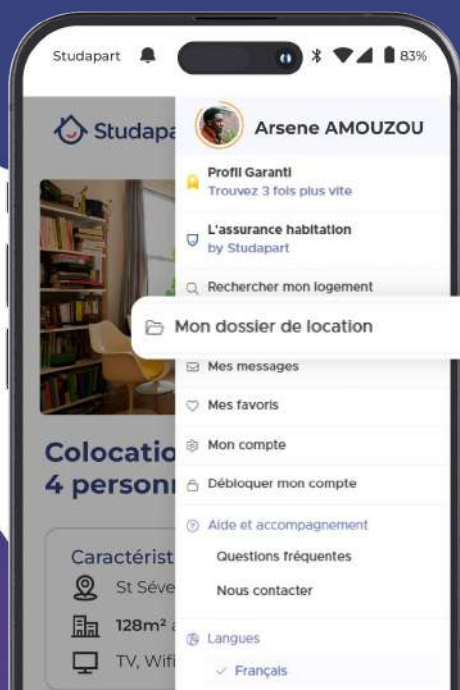 Studapart
83%
Studapa
Arsene AMOUZOU
Profil Garanti
Trouvez 3 fois plus vite
L'assurance habitation
by Studapart
Rechercher mon logement
Mon dossier de location
Mes messages
Mes favoris
Mon compte
Colocatio
4 person
Débloquer mon compte
Aide et accompagnement
Questions fréquentes
Nous contacter
Langues
Français
Caractérist
St Séve
128m²
TV, Wifi